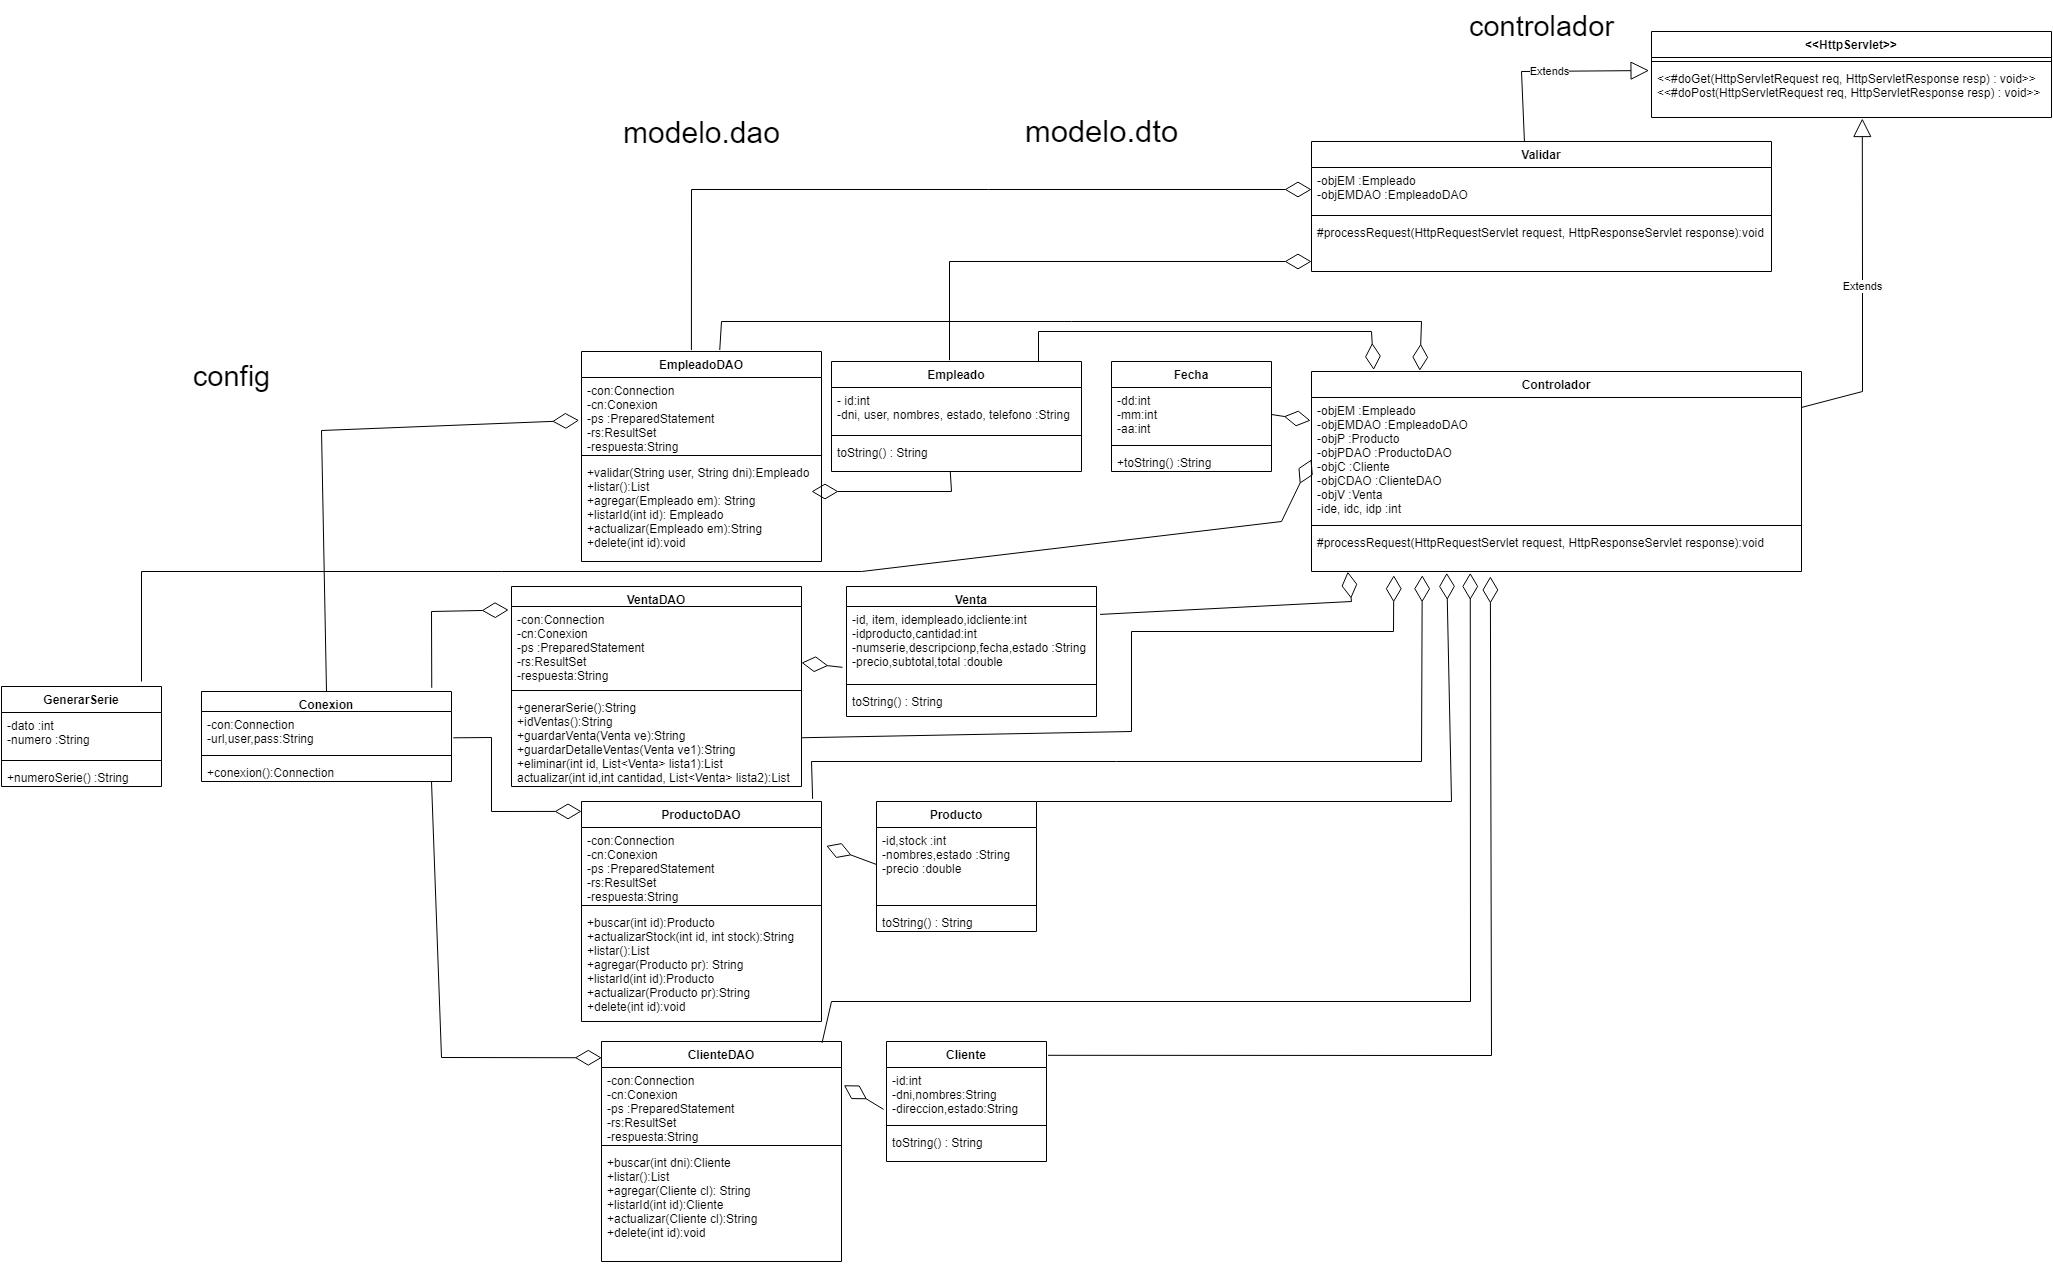 controlador
<<HttpServlet>>
<<#doGet(HttpServletRequest req, HttpServletResponse resp) : void>>
<<#doPost(HttpServletRequest req, HttpServletResponse resp) : void>>
Extends
modelo.dao
modelo.dto
Validar
-objEM :Empleado
-objEMDAO :EmpleadoDAO
#processRequest(HttpRequestServlet request, HttpResponseServlet response):void
Extends
config
EmpleadoDAO
-con:Connection
-cn:Conexion
-ps :PreparedStatement
-rs:ResultSet
-respuesta:String
+validar(String user, String dni):Empleado
+listar():List
+agregar(Empleado em): String
+listarId(int id): Empleado
+actualizar(Empleado em):String
+delete(int id):void
Empleado
- id:int
-dni, user, nombres, estado, telefono :String
toString() : String
Fecha
-dd:int
-mm:int
-aa:int
+toString() :String
Controlador
-objEM :Empleado
-objEMDAO :EmpleadoDAO
-objP :Producto
-objPDAO :ProductoDAO
-objC :Cliente
-objCDAO :ClienteDAO
-objV :Venta
-ide, idc, idp :int
#processRequest(HttpRequestServlet request, HttpResponseServlet response):void
VentaDAO
-con:Connection
-cn:Conexion
-ps :PreparedStatement
-rs:ResultSet
-respuesta:String
+generarSerie():String
+idVentas():String
+guardarVenta(Venta ve):String
+guardarDetalleVentas(Venta ve1):String
+eliminar(int id, List<Venta> lista1):List
actualizar(int id,int cantidad, List<Venta> lista2):List
Venta
-id, item, idempleado,idcliente:int
-idproducto,cantidad:int
-numserie,descripcionp,fecha,estado :String
-precio,subtotal,total :double
toString() : String
GenerarSerie
-dato :int
-numero :String
+numeroSerie() :String
Conexion
-con:Connection
-url,user,pass:String
+conexion():Connection
ProductoDAO
-con:Connection
-cn:Conexion
-ps :PreparedStatement
-rs:ResultSet
-respuesta:String
+buscar(int id):Producto
+actualizarStock(int id, int stock):String
+listar():List
+agregar(Producto pr): String
+listarId(int id):Producto
+actualizar(Producto pr):String
+delete(int id):void
Producto
-id,stock :int
-nombres,estado :String
-precio :double
toString() : String
ClienteDAO
-con:Connection
-cn:Conexion
-ps :PreparedStatement
-rs:ResultSet
-respuesta:String
+buscar(int dni):Cliente
+listar():List
+agregar(Cliente cl): String
+listarId(int id):Cliente
+actualizar(Cliente cl):String
+delete(int id):void
Cliente
-id:int
-dni,nombres:String
-direccion,estado:String
toString() : String